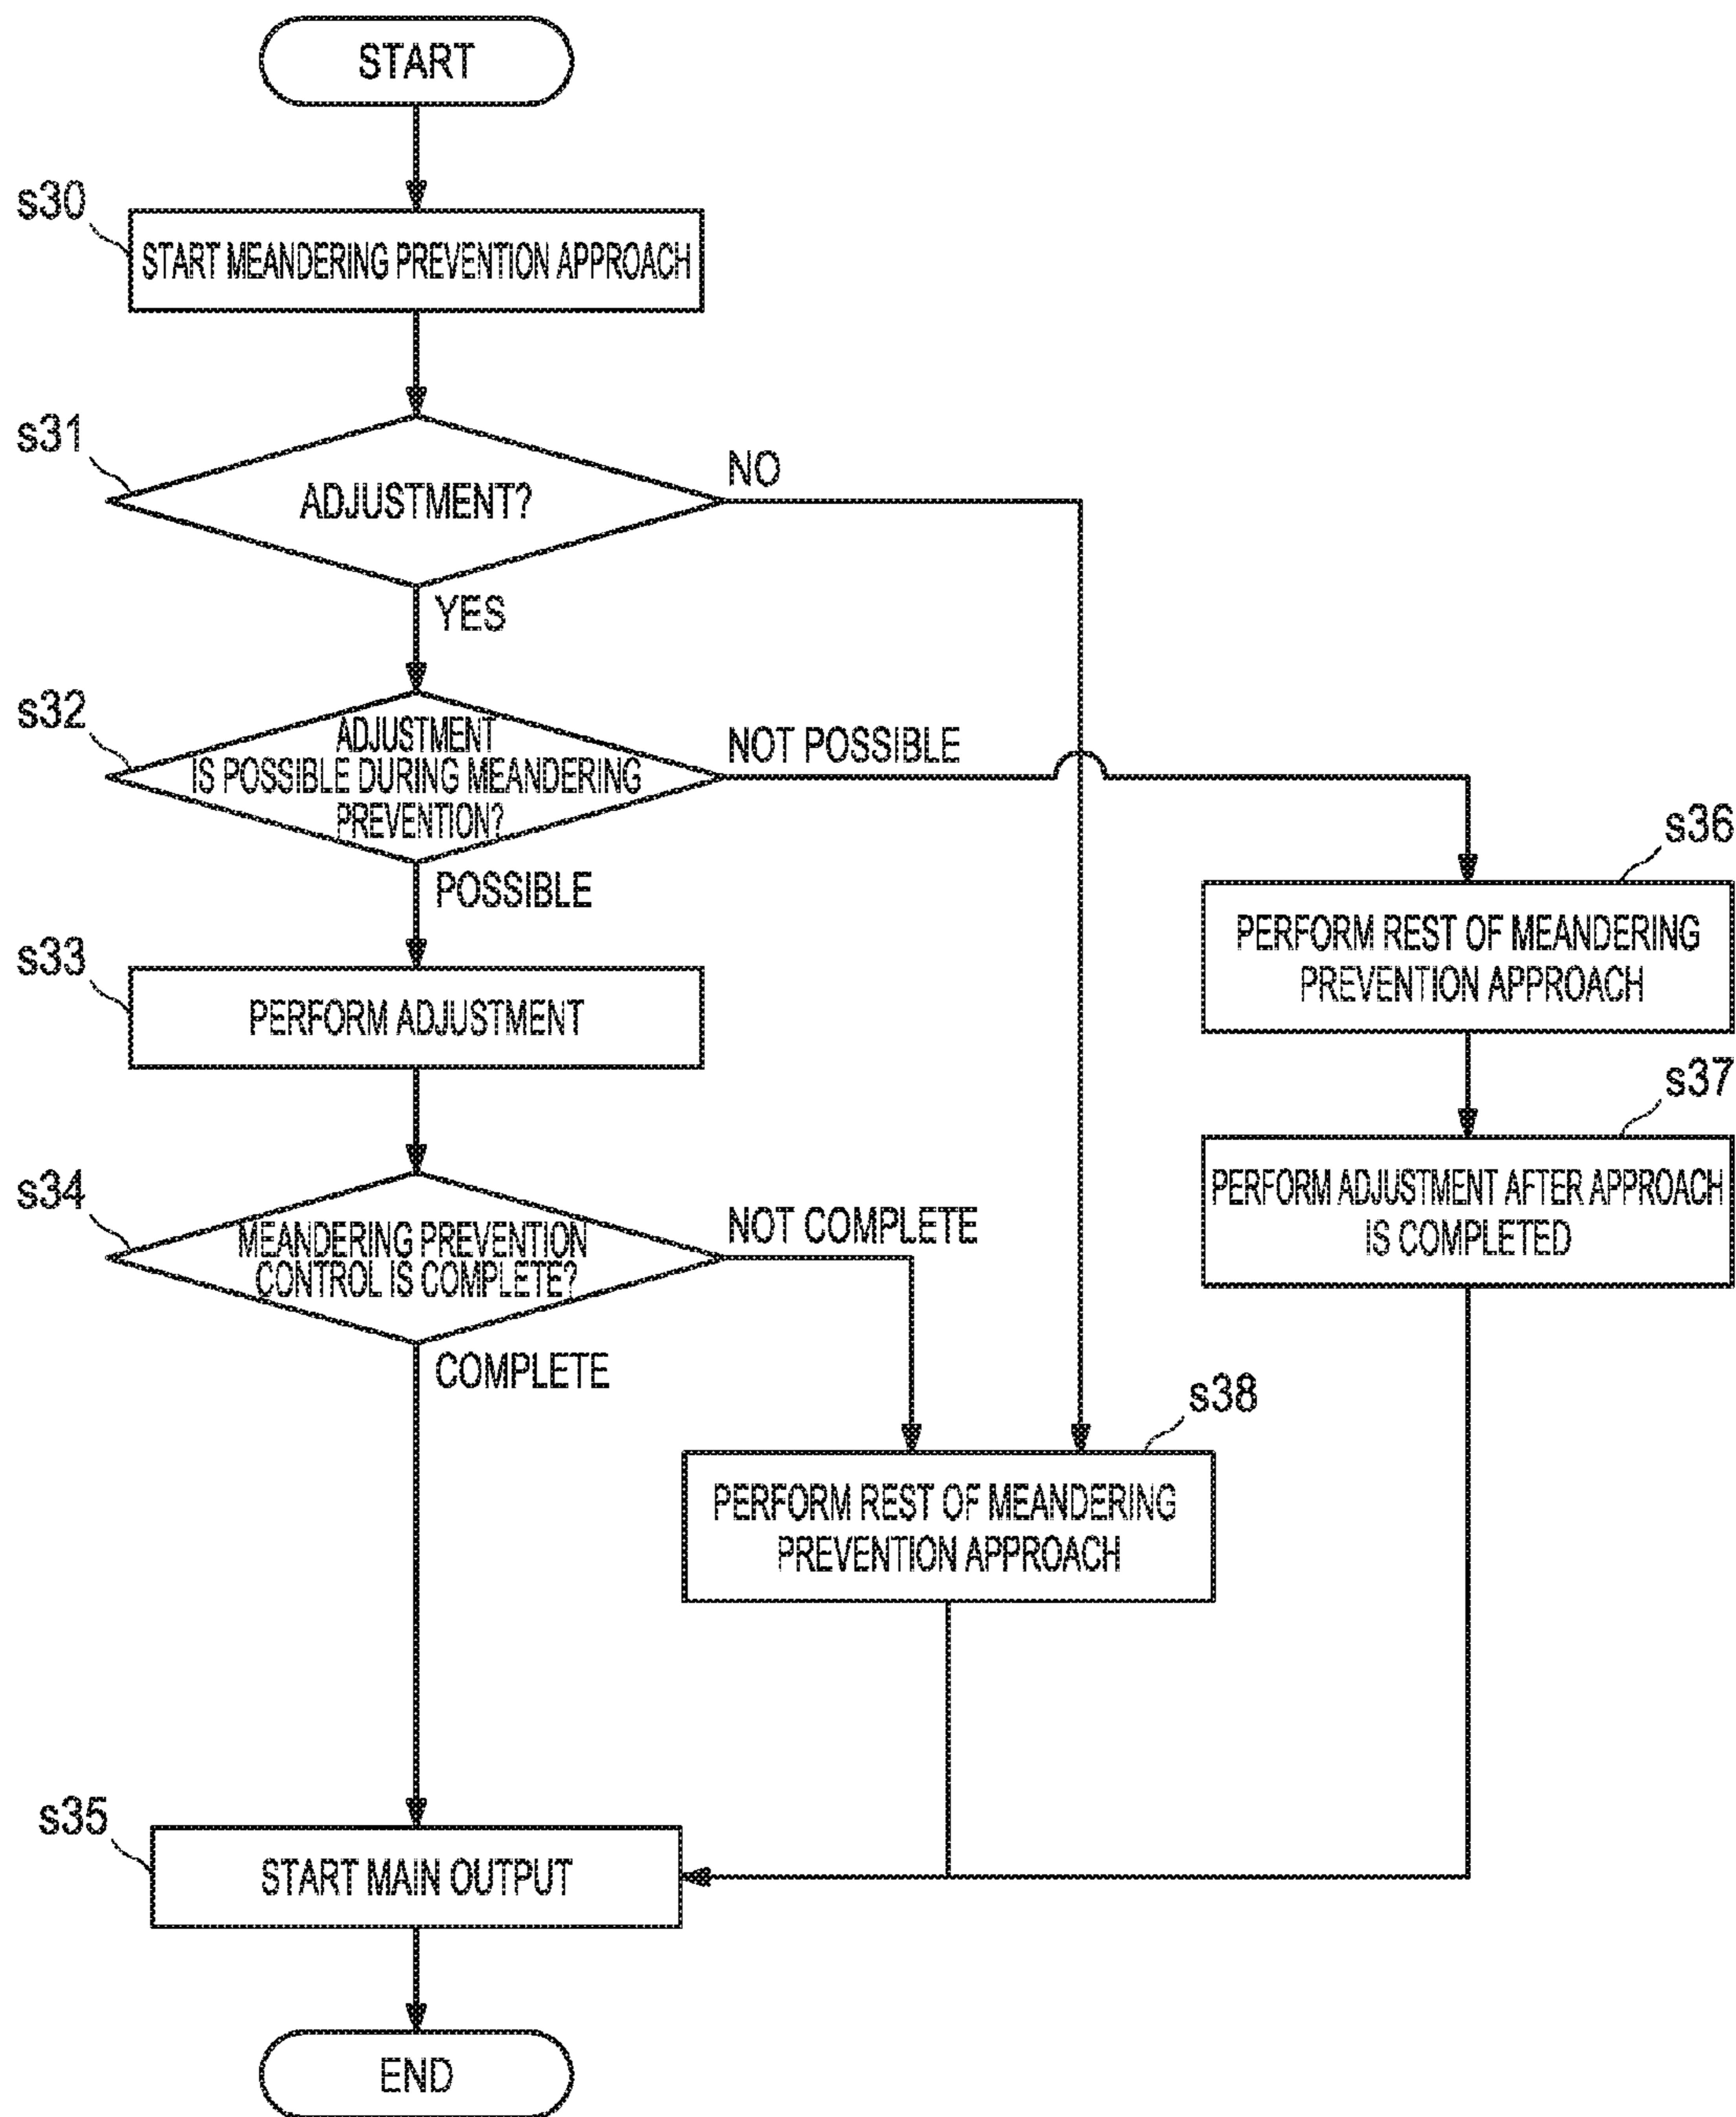 START
s30
START MEANDERING PREVENTION APPROACH
s31
ADJUSTMENT?
NO
YES
s32
ADJUSTMENT
IS POSSIBLE DURING MEANDERING
PREVENTION?
NOT POSSIBLE
POSSIBLE
s36
PERFORM REST OF MEANDERING
PREVENTION APPROACH
s33
PERFORM ADJUSTMENT
s37
PERFORM ADJUSTMENT AFTER APPROACH
IS COMPLETED
s34
MEANDERING PREVENTION
CONTROL IS COMPLETE?
NOT COMPLETE
COMPLETE
s38
PERFORM REST OF MEANDERING
PREVENTION APPROACH
s35
START MAIN OUTPUT
END